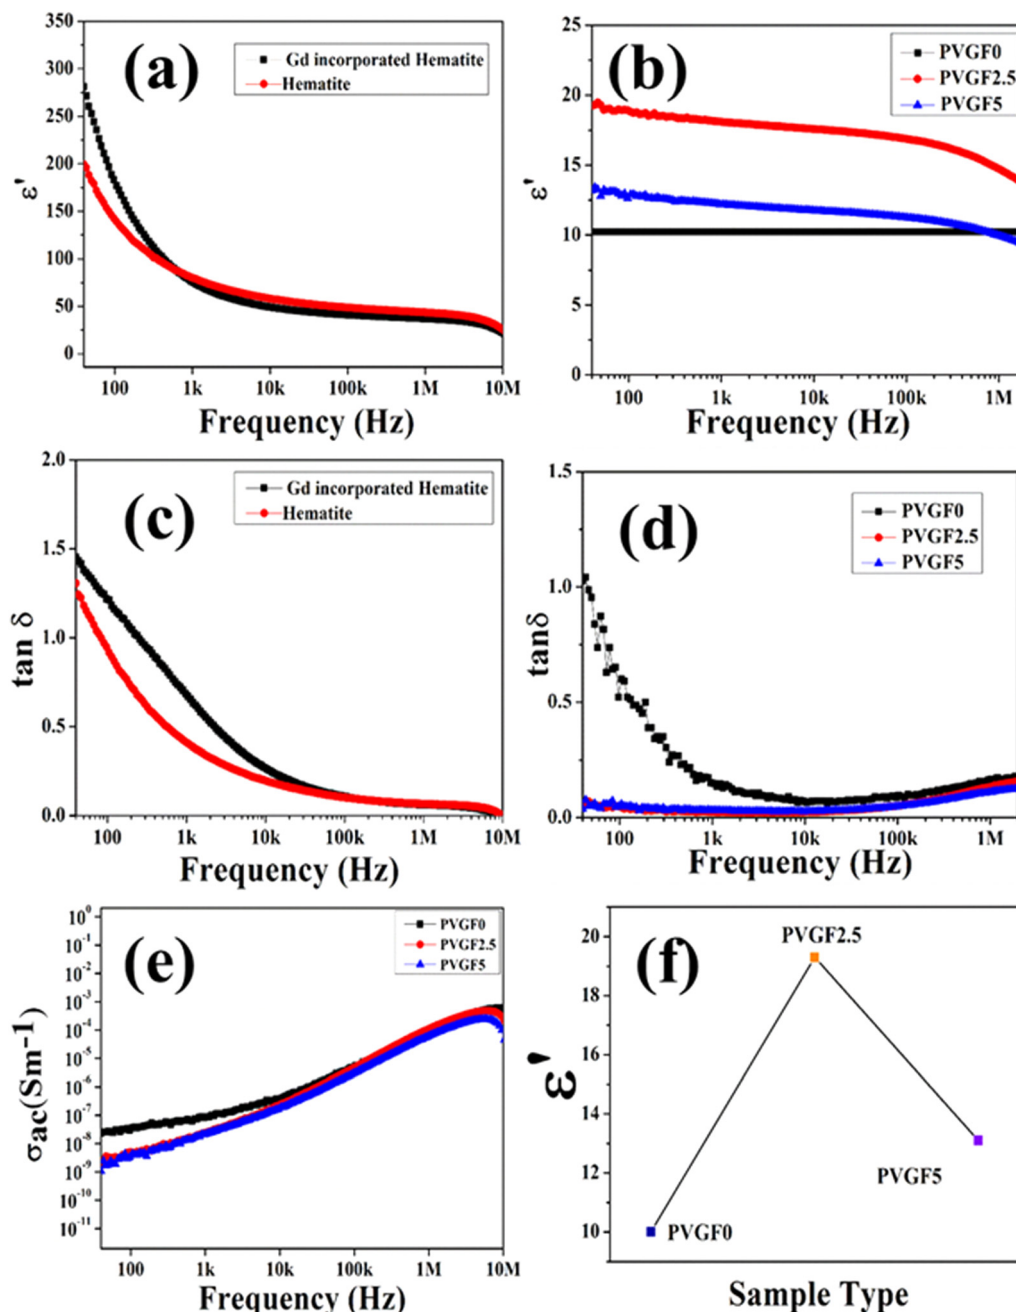 (a)
Gd incorporated Hematite
Hematite
350
300
250
200
150
100
50
0
ε'
100 1k 10k 100k 1M 10M
Frequency (Hz)
(b)
PVGF0
PVGF2.5
PVGF5
25
20
15
10
5
0
ε'
100 1k 10k 100k 1M
Frequency (Hz)
(c)
Gd incorporated Hematite
Hematite
2.0
1.5
1.0
0.5
0.0
tan δ
100 1k 10k 100k 1M 10M
Frequency (Hz)
(d)
PVGF0
PVGF2.5
PVGF5
1.5
1.0
0.5
0.0
tanδ
100 1k 10k 100k 1M
Frequency (Hz)
(e)
PVGF0
PVGF2.5
PVGF5
10⁰
10⁻¹
10⁻²
10⁻³
10⁻⁴
10⁻⁵
10⁻⁶
10⁻⁷
10⁻⁸
10⁻⁹
10⁻¹⁰
10⁻¹¹
σac(Sm⁻¹)
100 1k 10k 100k 1M 10M
Frequency (Hz)
(f)
20
18
16
14
12
10
ε'
PVGF2.5
PVGF5
PVGF0
Sample Type